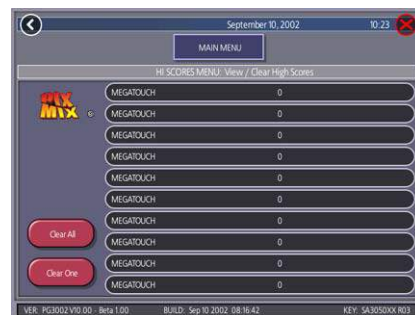 September 10, 2002 10:23
MAIN MENU
HI SCORES MENU: View / Clear High Scores
PIX
MIX ©
MEGATOUCH 0
MEGATOUCH 0
MEGATOUCH 0
MEGATOUCH 0
MEGATOUCH 0
MEGATOUCH 0
MEGATOUCH 0
MEGATOUCH 0
MEGATOUCH 0
MEGATOUCH 0
Clear All
Clear One
VER: PG3002 V10.00 - Beta 1.00 BUILD: Sep 10 2002 08:16:42 KEY: SA3050XX R03